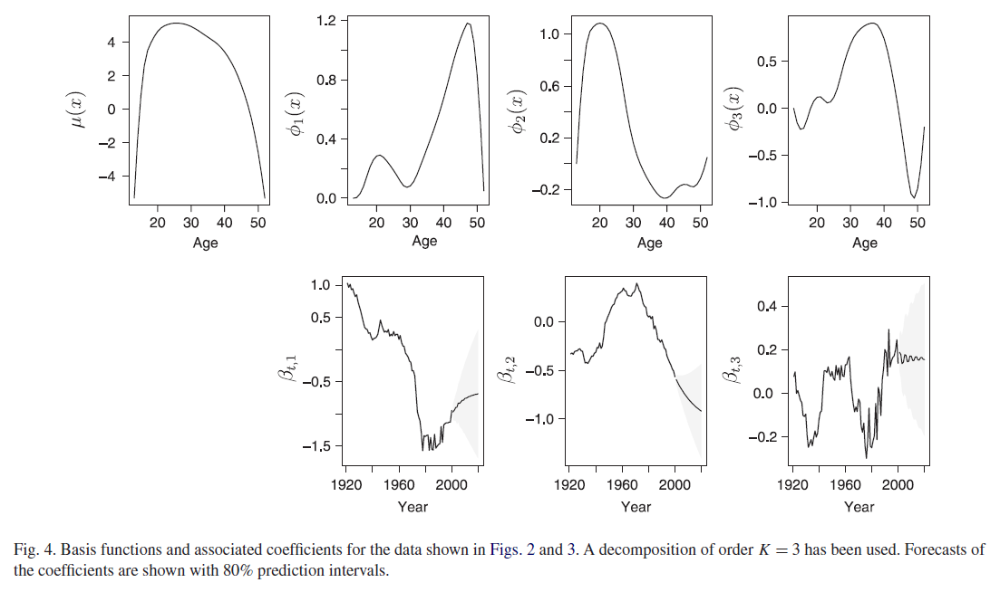 μ(x)
4
2
0
−2
−4
20 30 40 50
Age
ϕ1(x)
1.2
0.8
0.4
0.0
20 30 40 50
Age
ϕ2(x)
1.0
0.6
0.2
−0.2
20 30 40 50
Age
ϕ3(x)
0.5
0.0
−0.5
−1.0
20 30 40 50
Age
βt,1
1.0
0.5
−0.5
−1.5
1920 1960 2000
Year
βt,2
0.0
−0.5
−1.0
1920 1960 2000
Year
βt,3
0.4
0.2
0.0
−0.2
1920 1960 2000
Year
Fig. 4. Basis functions and associated coefficients for the data shown in Figs. 2 and 3. A decomposition of order K = 3 has been used. Forecasts of
the coefficients are shown with 80% prediction intervals.